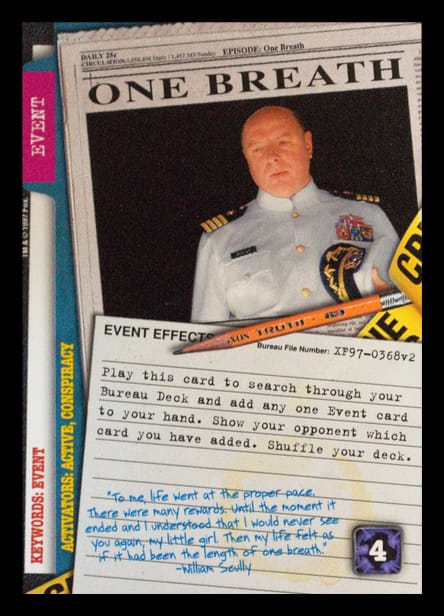 DAILY 25¢
EPISODE: One Breath
ONE BREATH
EVENT
TM & © 1997 Fox.
EVENT EFFECTS
TRUTH
Bureau File Number: XF97-0368v2
Play this card to search through your
Bureau Deck and add any one Event card
to your hand. Show your opponent which
card you have added. Shuffle your deck.
KEYWORDS: EVENT
ACTIVATORS: ACTIVE, CONSPIRACY
"To me, life went at the proper pace.
There were many rewards. Until the moment it
ended and I understood that I would never see
you again, my little girl. Then my life felt as
if it had been the length of one breath."
-William Scully
4